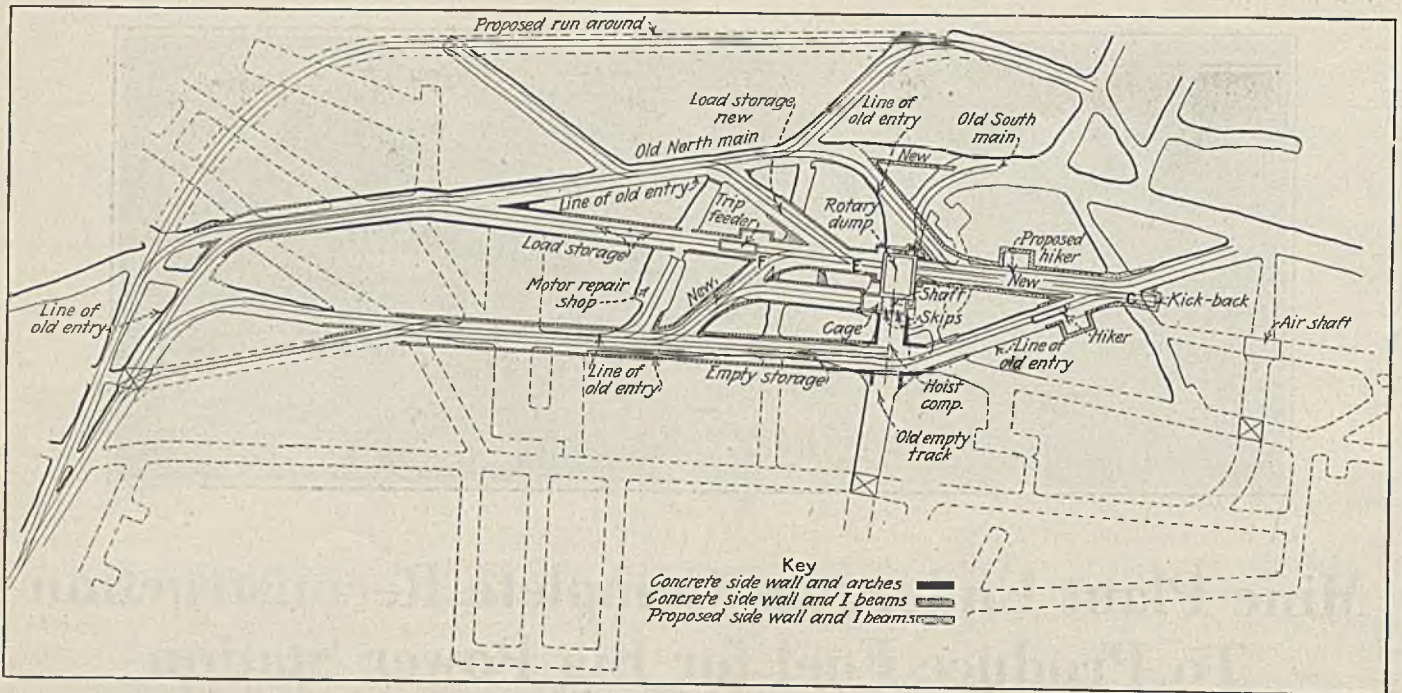 Proposed run around
Load storage,
new
Line of
old entry
Old South
main
Old North main
New
Line of old entry
Trip
feeder
Rotary
dump
Proposed
hiker
Load storage
F
E
New
Motor repair
shop
New
Shaft
Skips
C
Kick-back
Line of
old entry
Cage
Hiker
Air shaft
Line of
old entry
Line of
old entry
Empty storage
Hoist
comp.
Old empty
track
Key
Concrete side wall and arches
Concrete side wall and I beams
Proposed side wall and I beams